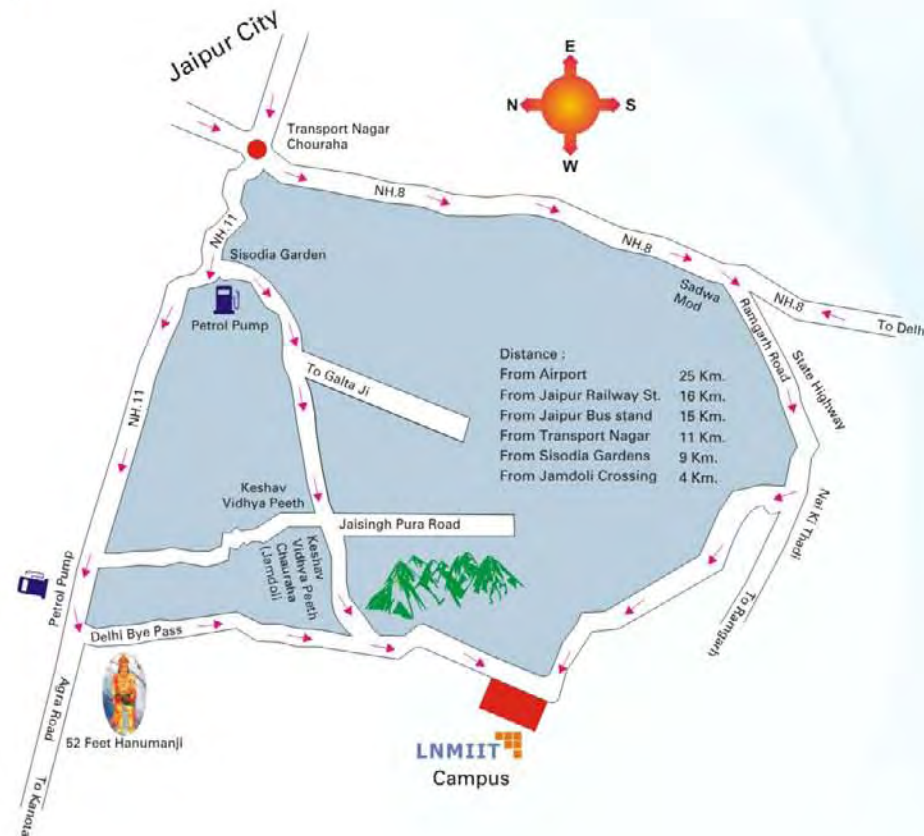 Jaipur City
E
N
S
W
Transport Nagar
Chouraha
NH.8
NH.11
NH.8
Sisodia Garden
Sadwa
Mod
NH.8
To Delh
Petrol Pump
Ramgarh Road
State Highway
To Galta Ji
NH.11
Distance :
From Airport 25 Km.
From Jaipur Railway St. 16 Km.
From Jaipur Bus stand 15 Km.
From Transport Nagar 11 Km.
From Sisodia Gardens 9 Km.
From Jamdoli Crossing 4 Km.
Keshav
Vidhya Peeth
Jaisingh Pura Road
Nai Ki Thadi
Keshav
Vidhya Peeth
Chauraha
(Jamdoli
Petrol Pump
To Ramgarh
Delhi Bye Pass
Agra Road
52 Feet Hanumanji
To Kanota
LNMIIT
Campus